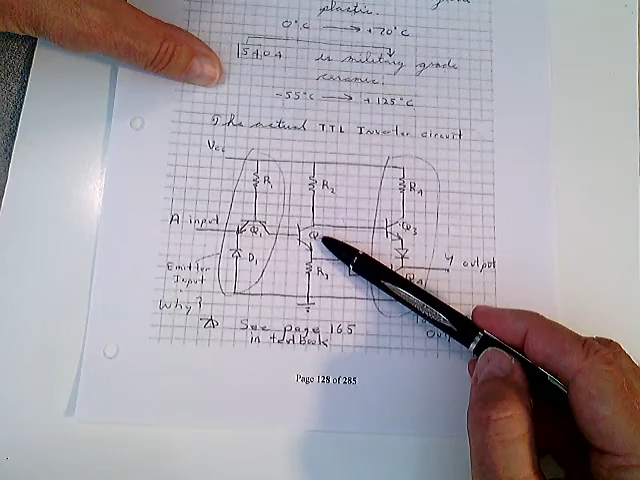 plastic. grade
0°C → +70°C
5404 is military grade
ceramic.
-55°C → +125°C
The actual TTL Inverter circuit
Vcc
R1 R2 R4
A input Q1 Q3
D1 R3 Y output
Emitter
Input
Why?
See page 165
in textbook
Page 128 of 285